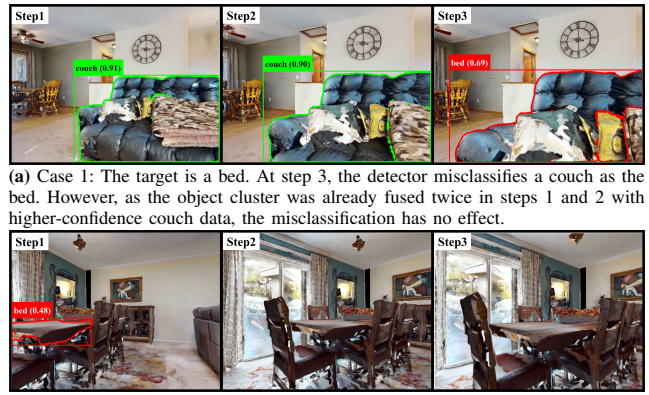 Step1
Step2
Step3
couch (0.91)
couch (0.90)
bed (0.69)
(a) Case 1: The target is a bed. At step 3, the detector misclassifies a couch as the
bed. However, as the object cluster was already fused twice in steps 1 and 2 with
higher-confidence couch data, the misclassification has no effect.
Step1
Step2
Step3
bed (0.48)